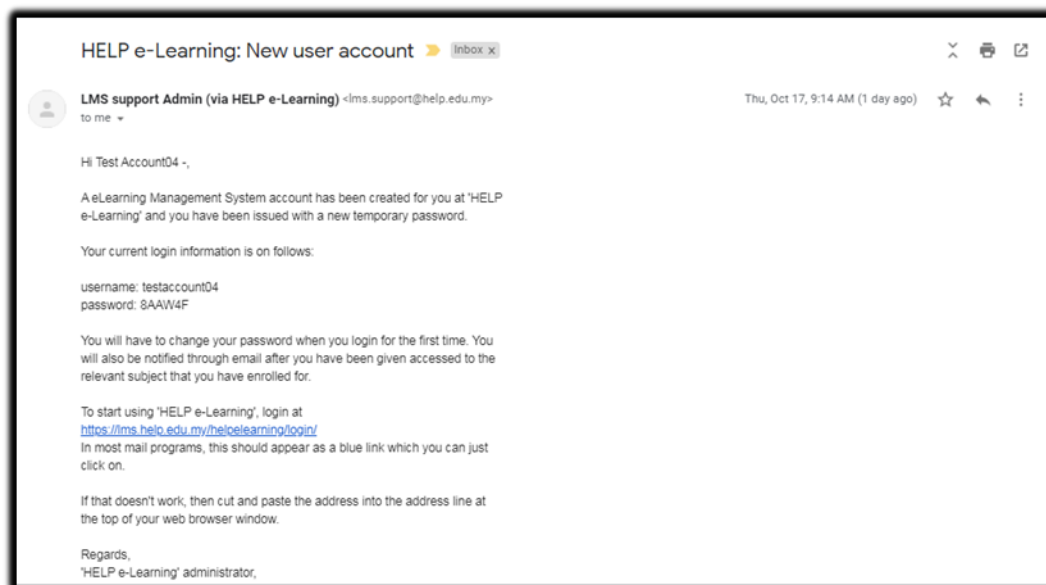 HELP e-Learning: New user account Inbox x
LMS support Admin (via HELP e-Learning) <lms.support@help.edu.my> Thu, Oct 17, 9:14 AM (1 day ago)
to me
Hi Test Account04 -,
A eLearning Management System account has been created for you at 'HELP
e-Learning' and you have been issued with a new temporary password.
Your current login information is on follows:
username: testaccount04
password: 8AAW4F
You will have to change your password when you login for the first time. You
will also be notified through email after you have been given accessed to the
relevant subject that you have enrolled for.
To start using 'HELP e-Learning', login at
https://lms.help.edu.my/helpelearning/login/
In most mail programs, this should appear as a blue link which you can just
click on.
If that doesn't work, then cut and paste the address into the address line at
the top of your web browser window.
Regards,
'HELP e-Learning' administrator,